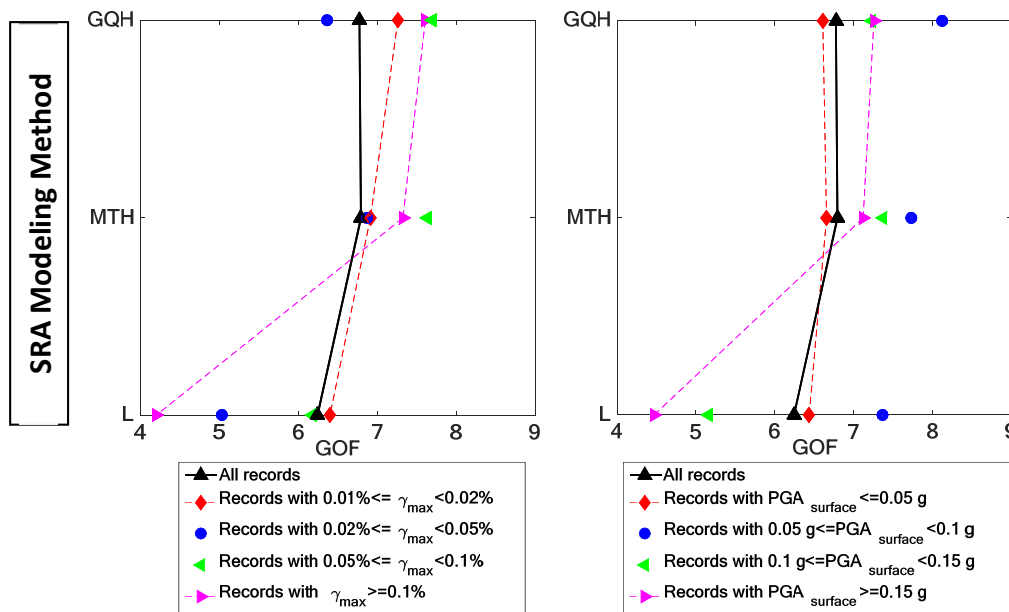 SRA Modeling Method
GQH
MTH
L
4 5 6 7 8 9
GOF
All records
Records with 0.01%<= γmax <0.02%
Records with 0.02%<= γmax <0.05%
Records with 0.05%<= γmax <0.1%
Records with γmax >=0.1%
GQH
MTH
L
4 5 6 7 8 9
GOF
All records
Records with PGA surface <=0.05 g
Records with 0.05 g<=PGA surface <0.1 g
Records with 0.1 g<=PGA surface <0.15 g
Records with PGA surface >=0.15 g